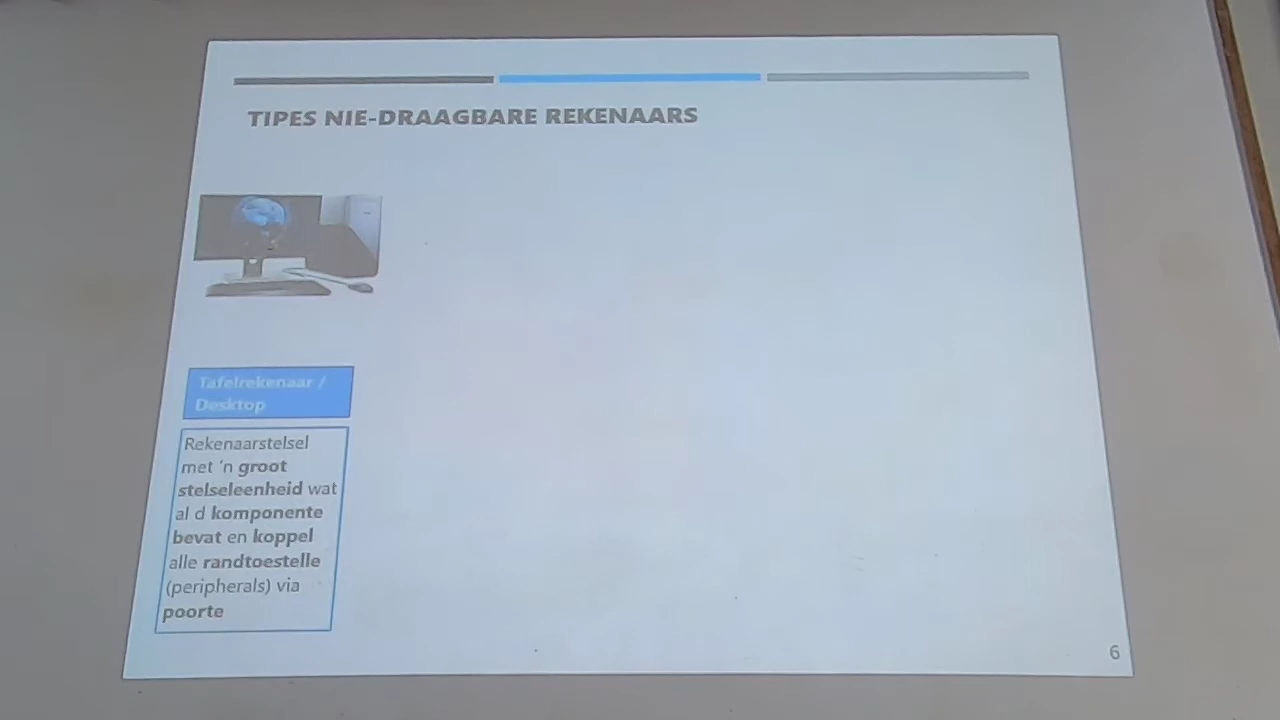 TIPES NIE-DRAAGBARE REKENAARS
Tafelrekenaar /
Desktop
Rekenaarstelsel
met 'n groot
stelseleenheid wat
al d komponente
bevat en koppel
alle randtoestelle
(peripherals) via
poorte
6